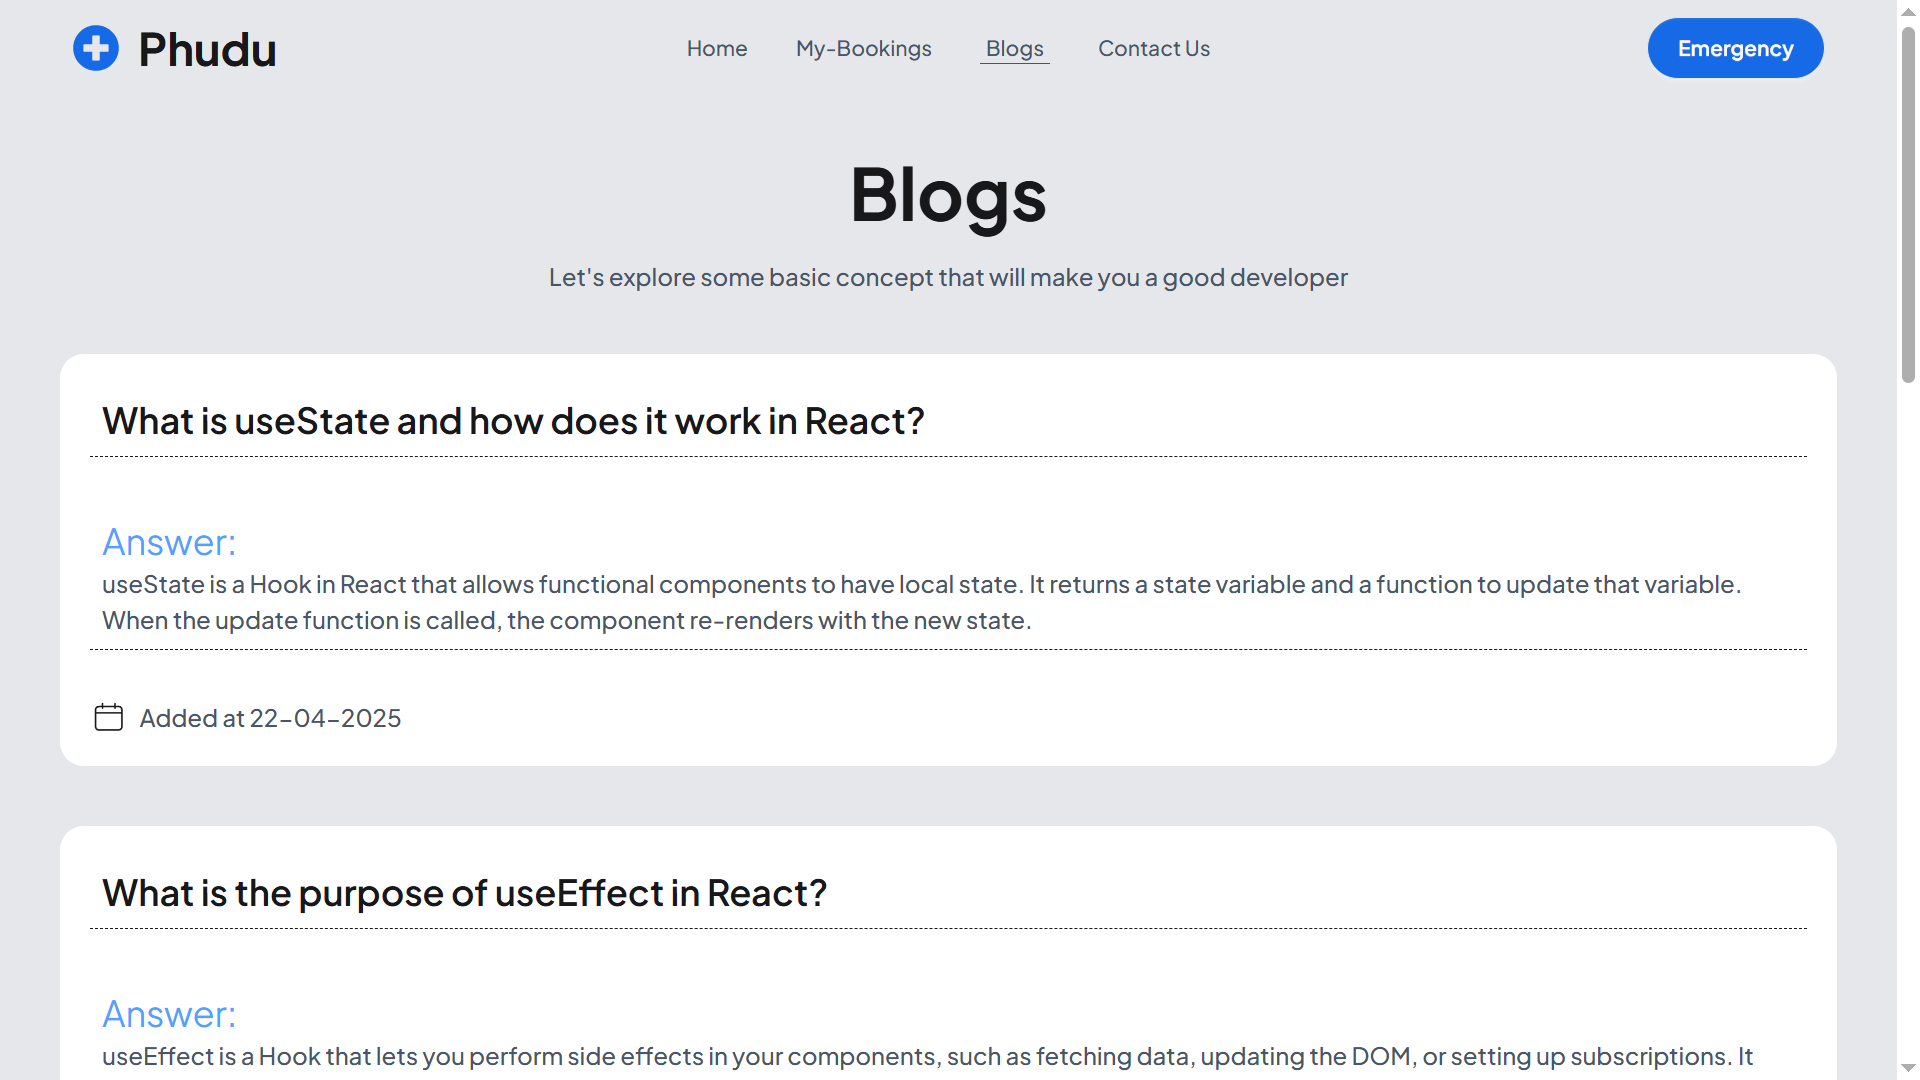 Phudu
Home
My-Bookings
Blogs
Contact Us
Emergency
Blogs
Let's explore some basic concept that will make you a good developer
What is useState and how does it work in React?
Answer:
useState is a Hook in React that allows functional components to have local state. It returns a state variable and a function to update that variable.
When the update function is called, the component re-renders with the new state.
Added at 22-04-2025
What is the purpose of useEffect in React?
Answer:
useEffect is a Hook that lets you perform side effects in your components, such as fetching data, updating the DOM, or setting up subscriptions. It